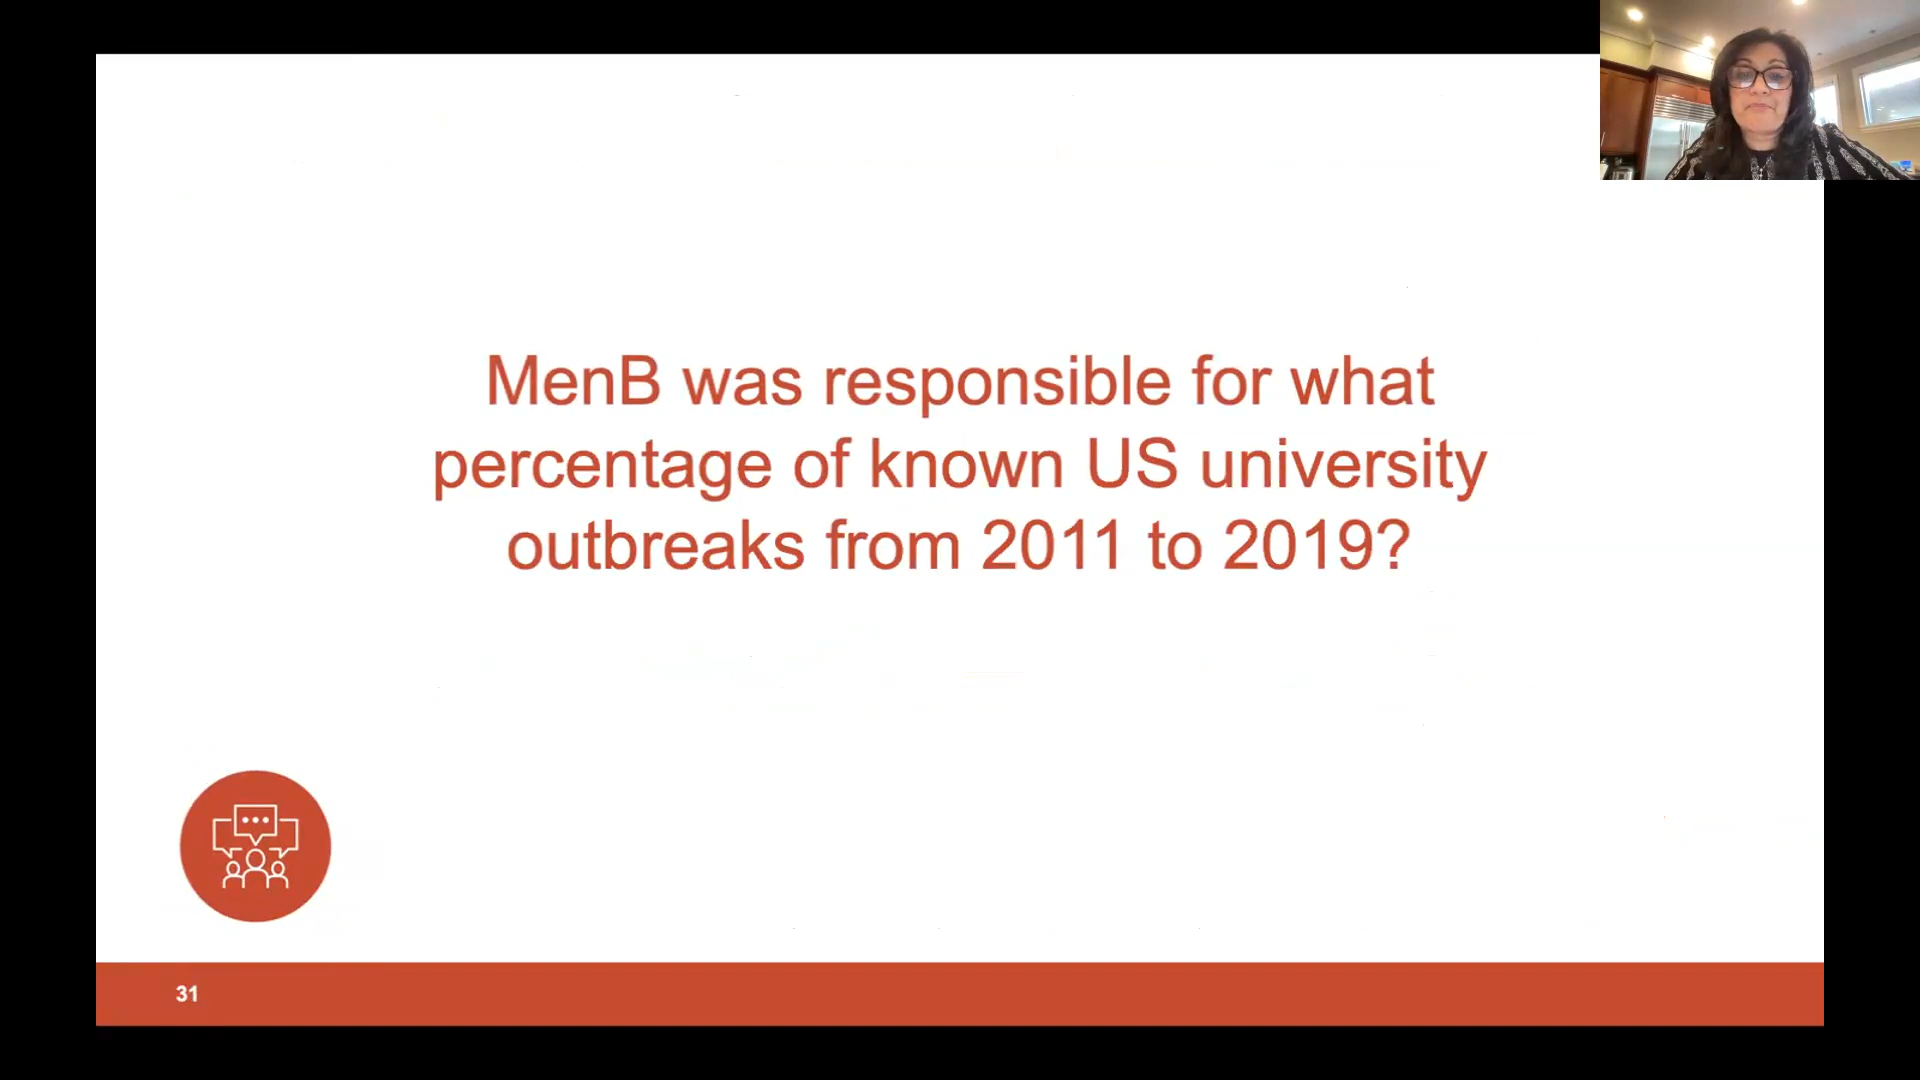 MenB was responsible for what
percentage of known US university
outbreaks from 2011 to 2019?
31